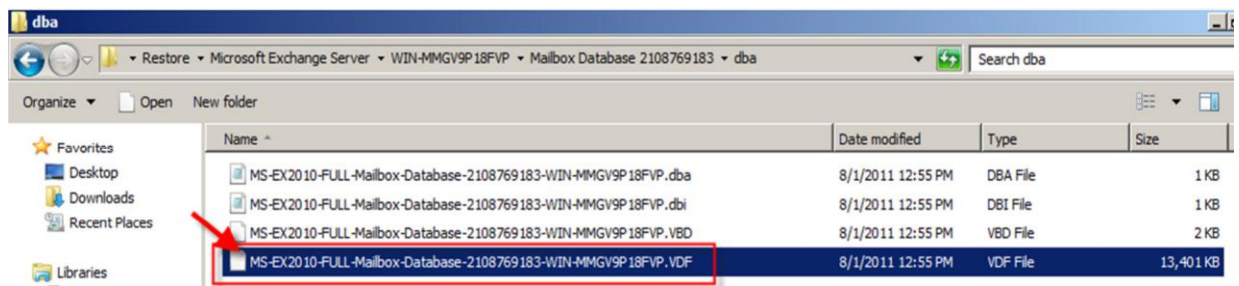 dba
Restore Microsoft Exchange Server WIN-MMGV9P18FVP Mailbox Database 2108769183 dba Search dba
Organize Open New folder
Name Date modified Type Size
Favorites
Desktop
Downloads
Recent Places
Libraries
MS-EX2010-FULL-Mailbox-Database-2108769183-WIN-MMGV9P18FVP.dba 8/1/2011 12:55 PM DBA File 1 KB
MS-EX2010-FULL-Mailbox-Database-2108769183-WIN-MMGV9P18FVP.dbi 8/1/2011 12:55 PM DBI File 1 KB
MS-EX2010-FULL-Mailbox-Database-2108769183-WIN-MMGV9P18FVP.VBD 8/1/2011 12:55 PM VBD File 2 KB
MS-EX2010-FULL-Mailbox-Database-2108769183-WIN-MMGV9P18FVP.VDF 8/1/2011 12:55 PM VDF File 13,401 KB